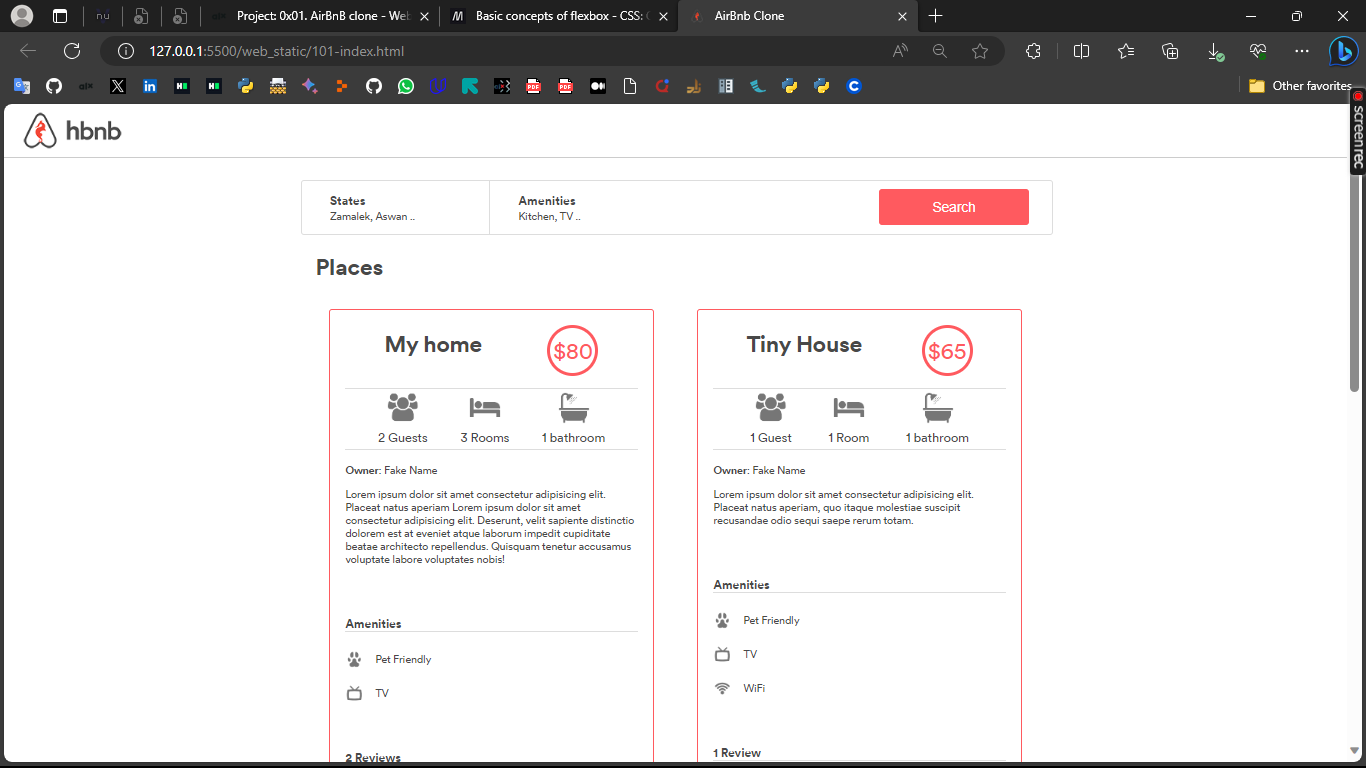 nu
Project: 0x01. AirBnB clone - Web
Basic concepts of flexbox - CSS: C
AirBnb Clone
127.0.0.1:5500/web_static/101-index.html
Other favorites
screenrec
hbnb
States
Zamalek, Aswan ..
Amenities
Kitchen, TV ..
Search
Places
My home
$80
2 Guests
3 Rooms
1 bathroom
Owner: Fake Name
Lorem ipsum dolor sit amet consectetur adipisicing elit.
Placeat natus aperiam Lorem ipsum dolor sit amet
consectetur adipisicing elit. Deserunt, velit sapiente distinctio
dolorem est at eveniet atque laborum impedit cupiditate
beatae architecto repellendus. Quisquam tenetur accusamus
voluptate labore voluptates nobis!
Amenities
Pet Friendly
TV
2 Reviews
Tiny House
$65
1 Guest
1 Room
1 bathroom
Owner: Fake Name
Lorem ipsum dolor sit amet consectetur adipisicing elit.
Placeat natus aperiam, quo itaque molestiae suscipit
recusandae odio sequi saepe rerum totam.
Amenities
Pet Friendly
TV
WiFi
1 Review